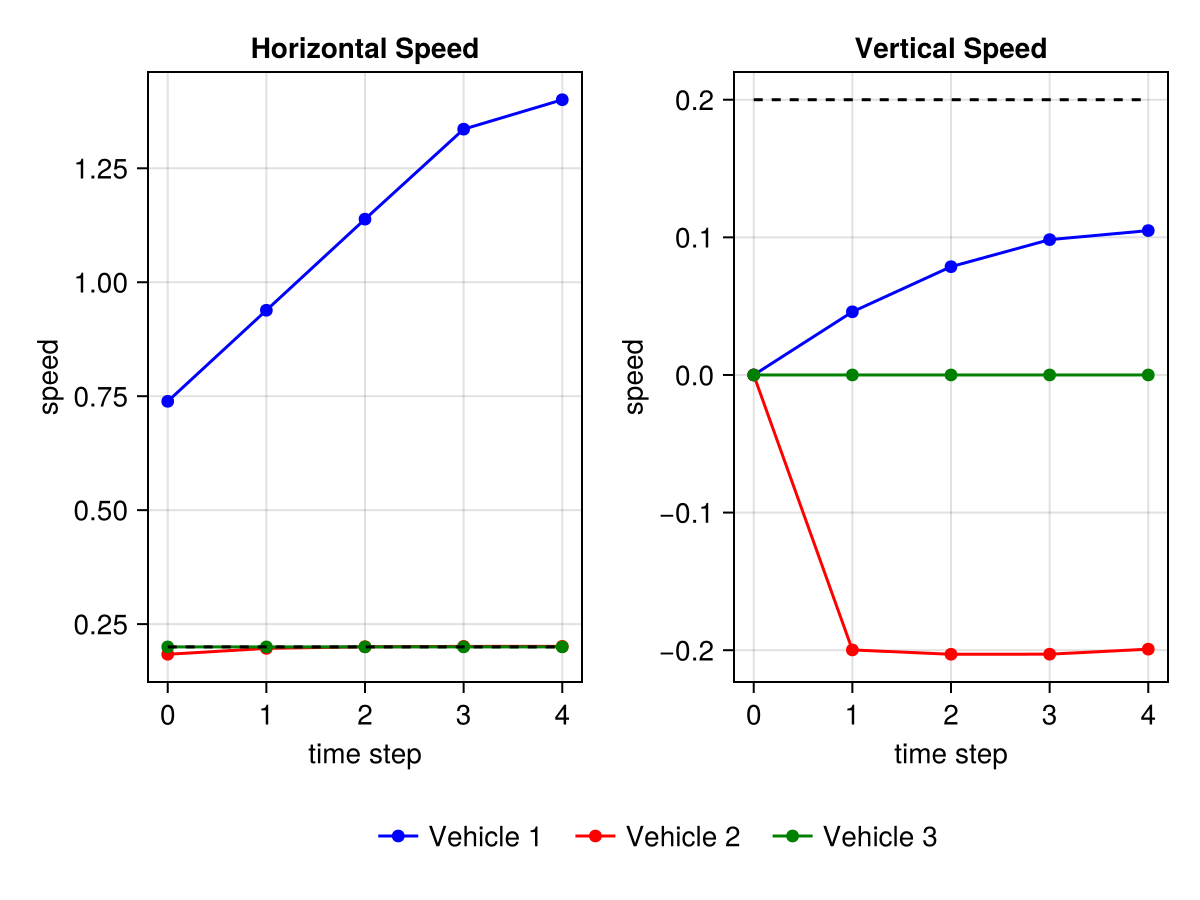 Horizontal Speed
1.25
1.00
0.75
0.50
0.25
speed
0 1 2 3 4
time step
Vertical Speed
0.2
0.1
0.0
−0.1
−0.2
speed
0 1 2 3 4
time step
Vehicle 1 Vehicle 2 Vehicle 3